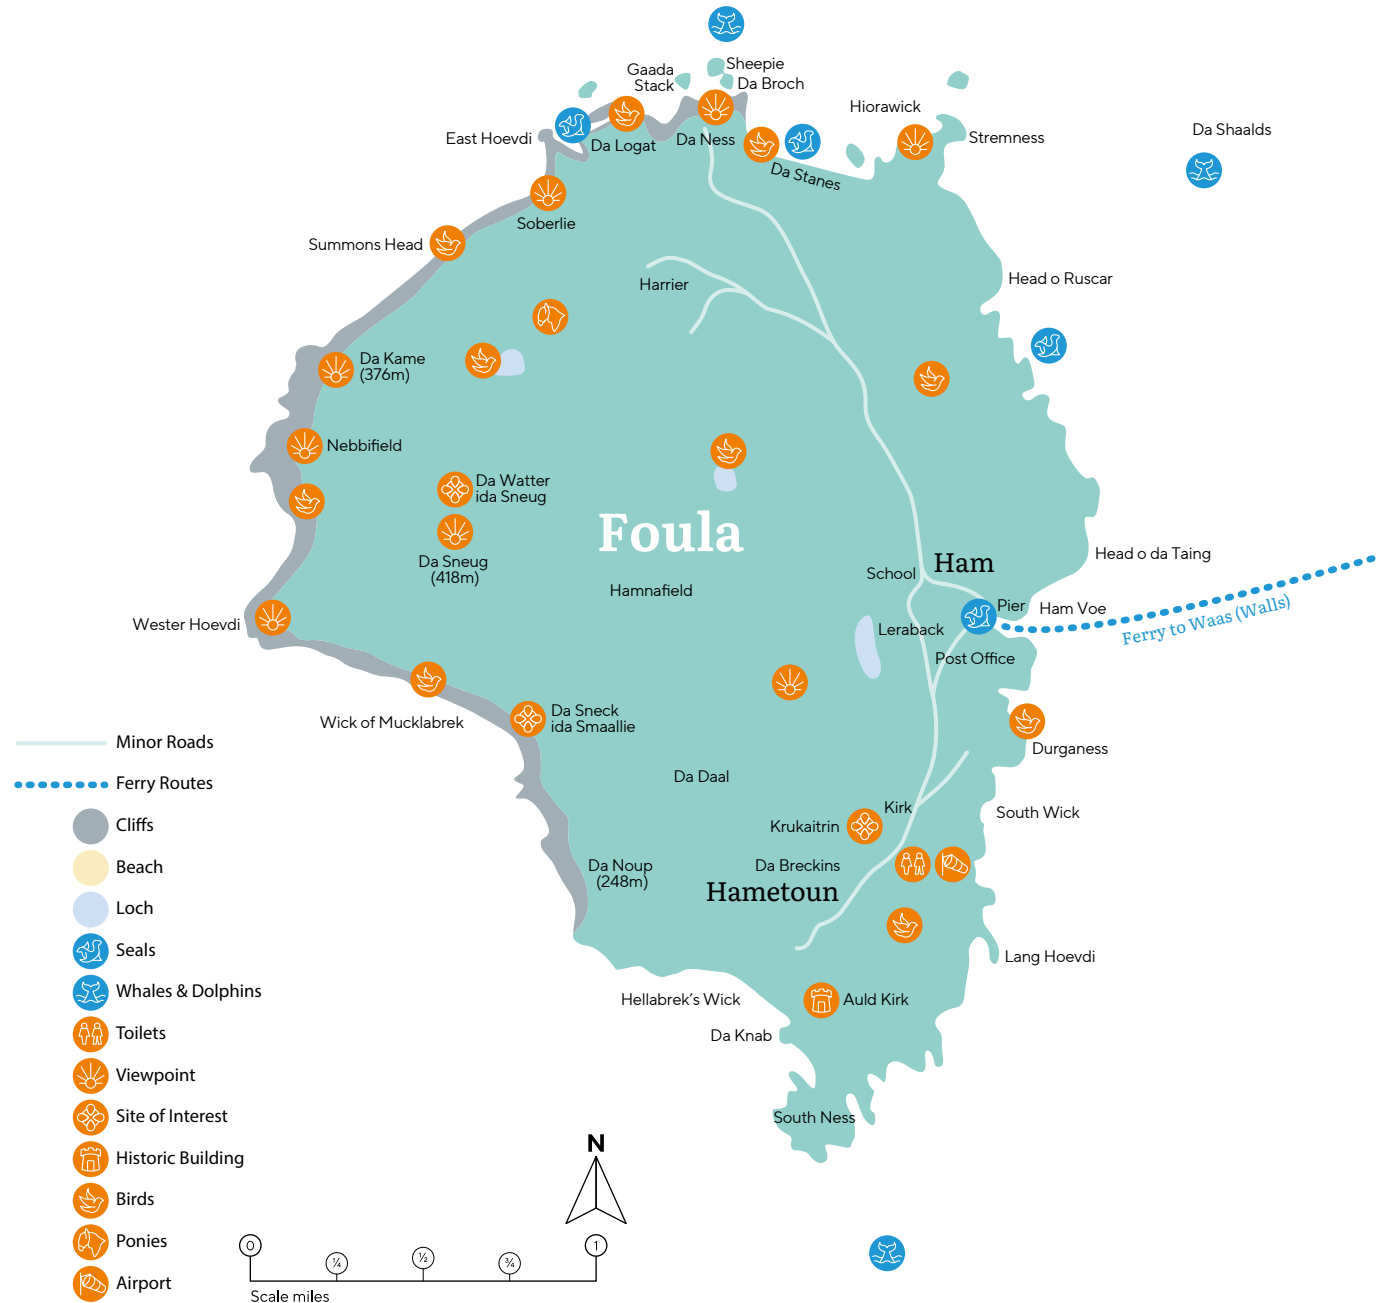 Sheepie
Gaada
Stack
Da Broch
Hiorawick
East Hoevdi
Da Logat
Da Ness
Stremness
Da Shaalds
Da Stanes
Soberlie
Summons Head
Head o Ruscar
Harrier
Da Kame
(376m)
Nebbifield
Da Watter
ida Sneug
Foula
Da Sneug
(418m)
Hamnafield
School
Ham
Head o da Taing
Pier
Ham Voe
Ferry to Waas (Walls)
Wester Hoevdi
Leraback
Post Office
Wick of Mucklabrek
Da Sneck
ida Smaallie
Durganess
Da Daal
Kirk
Krukaitrin
South Wick
Da Noup
(248m)
Da Breckins
Hametoun
Lang Hoevdi
Hellabrek's Wick
Auld Kirk
Da Knab
South Ness
Minor Roads
Ferry Routes
Cliffs
Beach
Loch
Seals
Whales & Dolphins
Toilets
Viewpoint
Site of Interest
Historic Building
Birds
Ponies
Airport
N
0
¼
½
¾
1
Scale miles